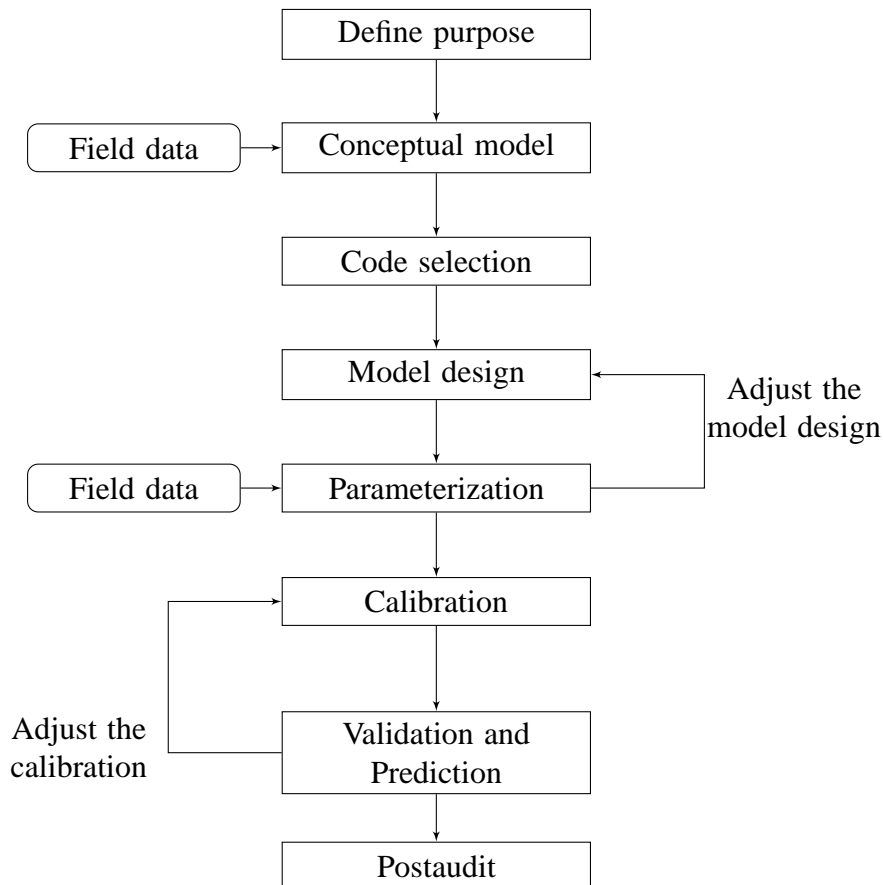 Define purpose
Field data
Conceptual model
Code selection
Model design
Adjust the
model design
Field data
Parameterization
Calibration
Adjust the
calibration
Validation and
Prediction
Postaudit